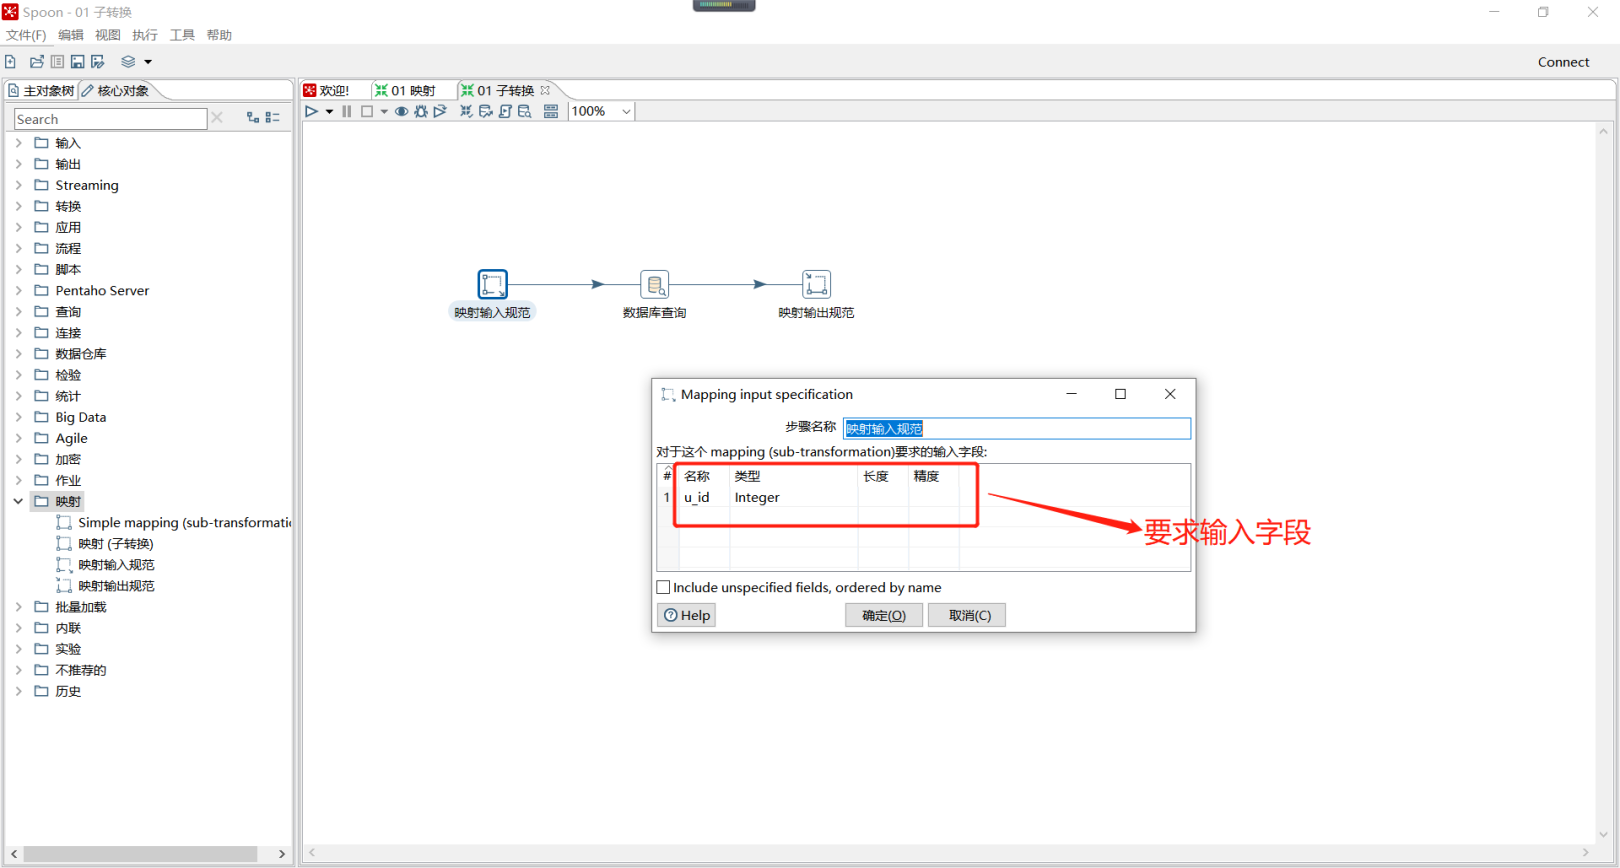 Spoon - 01 子转换
文件(F) 编辑 视图 执行 工具 帮助
Connect
主对象树 核心对象
欢迎! 01 映射 01 子转换
Search
100%
输入
输出
Streaming
转换
应用
流程
脚本
Pentaho Server
查询
连接
数据仓库
检验
统计
Big Data
Agile
加密
作业
映射
Simple mapping (sub-transformatic
映射 (子转换)
映射输入规范
映射输出规范
批量加载
内联
实验
不推荐的
历史
映射输入规范 数据库查询 映射输出规范
Mapping input specification
步骤名称 映射输入规范
对于这个 mapping (sub-transformation)要求的输入字段:
# 名称 类型 长度 精度
1 u_id Integer
要求输入字段
Include unspecified fields, ordered by name
Help 确定(O) 取消(C)